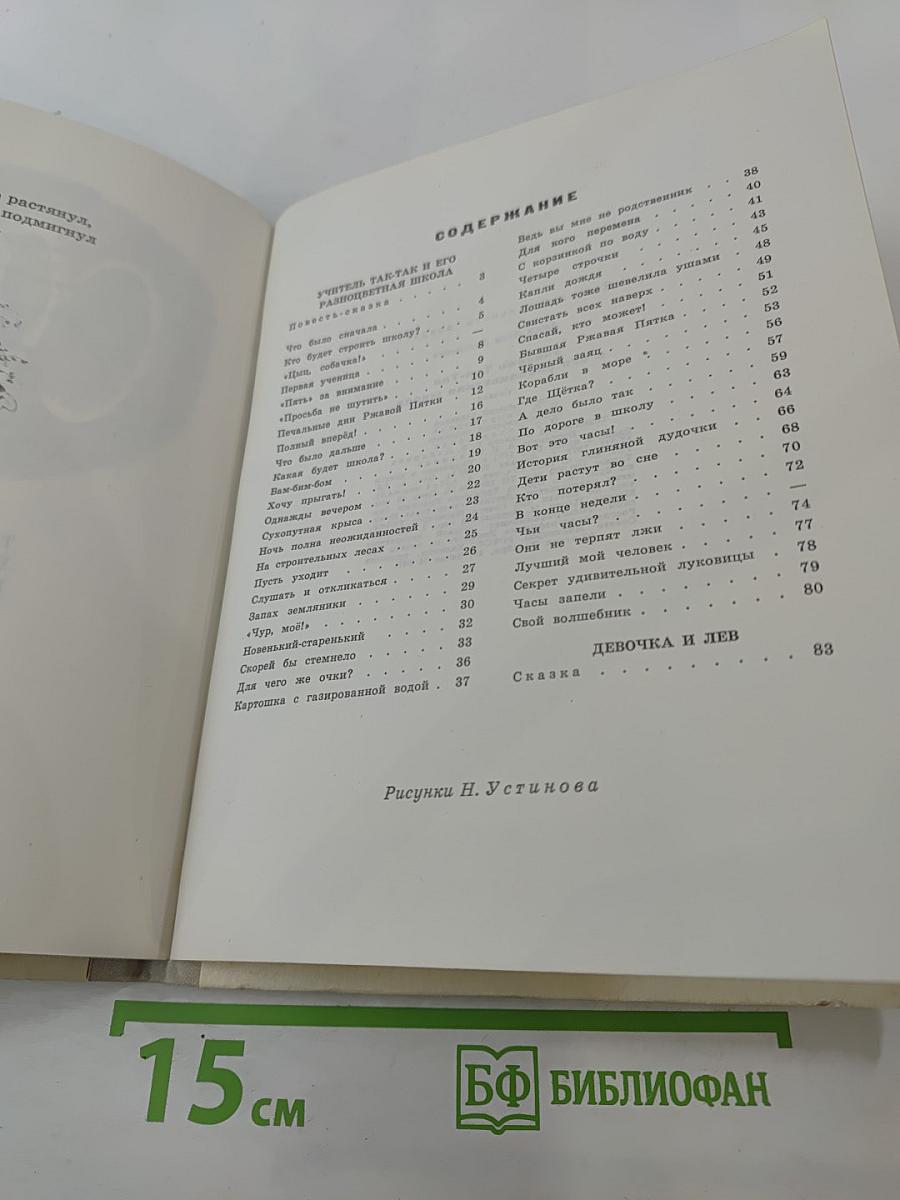 растянул,
подмигнул
СОДЕРЖАНИЕ
УЧИТЕЛЬ ТАК-ТАК И ЕГО
РАЗНОЦВЕТНАЯ ШКОЛА
Повесть-сказка . . . . . 3
Что было сначала . . . . . 4
Кто будет строить школу? . . . 5
«Цып, собачка!» . . . . . —
Первая ученица . . . . . 8
«Пять» за внимание . . . . 9
«Просьба не шутить» . . . . 10
Печальные дни Ржавой Пятки . 12
Полный вперёд! . . . . . 16
Что было дальше . . . . . 17
Какая будет школа? . . . . 18
Бам-бим-бом . . . . . . 19
Хочу прыгать! . . . . . 20
Однажды вечером . . . . . 22
Сухопутная крыса . . . . . 23
Ночь полна неожиданностей . . 24
На строительных лесах . . . . 25
Пусть уходит . . . . . . 26
Слушать и откликаться . . . . 27
Запах земляники . . . . . 29
«Чур, моё!» . . . . . . 30
Новенький-старенький . . . . 32
Скорей бы стемнело . . . . . 33
Для чего же очки? . . . . . 36
Картошка с газированной водой . 37
Ведь вы мне не родственник . . 38
Для кого перемена . . . . . 40
С корзинкой по воду . . . . 41
Четыре строчки . . . . . 43
Капли дождя . . . . . . 45
Лошадь тоже шевелила ушами . 48
Свистать всех наверх . . . . 49
Спасай, кто может! . . . . . 51
Бывшая Ржавая Пятка . . . . 52
Чёрный заяц . . . . . . 53
Корабли в море . . . . . 56
Где Щётка? . . . . . . 57
А дело было так . . . . . 59
По дороге в школу . . . . . 63
Вот это часы! . . . . . . 64
История глиняной дудочки . . 66
Дети растут во сне . . . . . 68
Кто потерял? . . . . . . 70
В конце недели . . . . . . 72
Чьи часы? . . . . . . —
Они не терпят лжи . . . . . 74
Лучший мой человек . . . . . 77
Секрет удивительной луковицы . 78
Часы запели . . . . . . 79
Свой волшебник . . . . . . 80
ДЕВОЧКА И ЛЕВ
Сказка . . . . . . . . . 83
Рисунки Н. Устинова
15 см
БФ БИБЛИОФАН